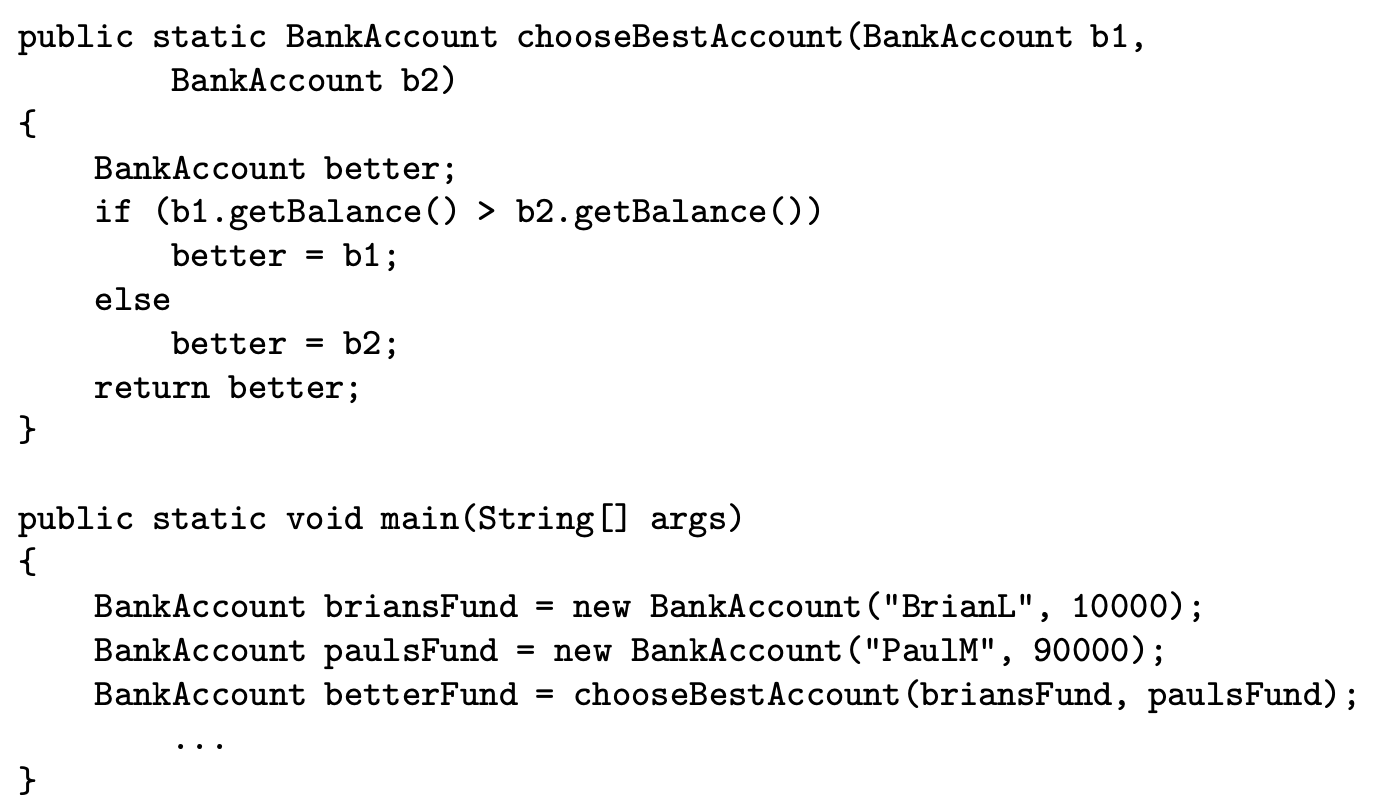 public static BankAccount chooseBestAccount(BankAccount b1,
        BankAccount b2)
{
    BankAccount better;
    if (b1.getBalance() > b2.getBalance())
        better = b1;
    else
        better = b2;
    return better;
}

public static void main(String[] args)
{
    BankAccount briansFund = new BankAccount("BrianL", 10000);
    BankAccount paulsFund = new BankAccount("PaulM", 90000);
    BankAccount betterFund = chooseBestAccount(briansFund, paulsFund);
        ...
}